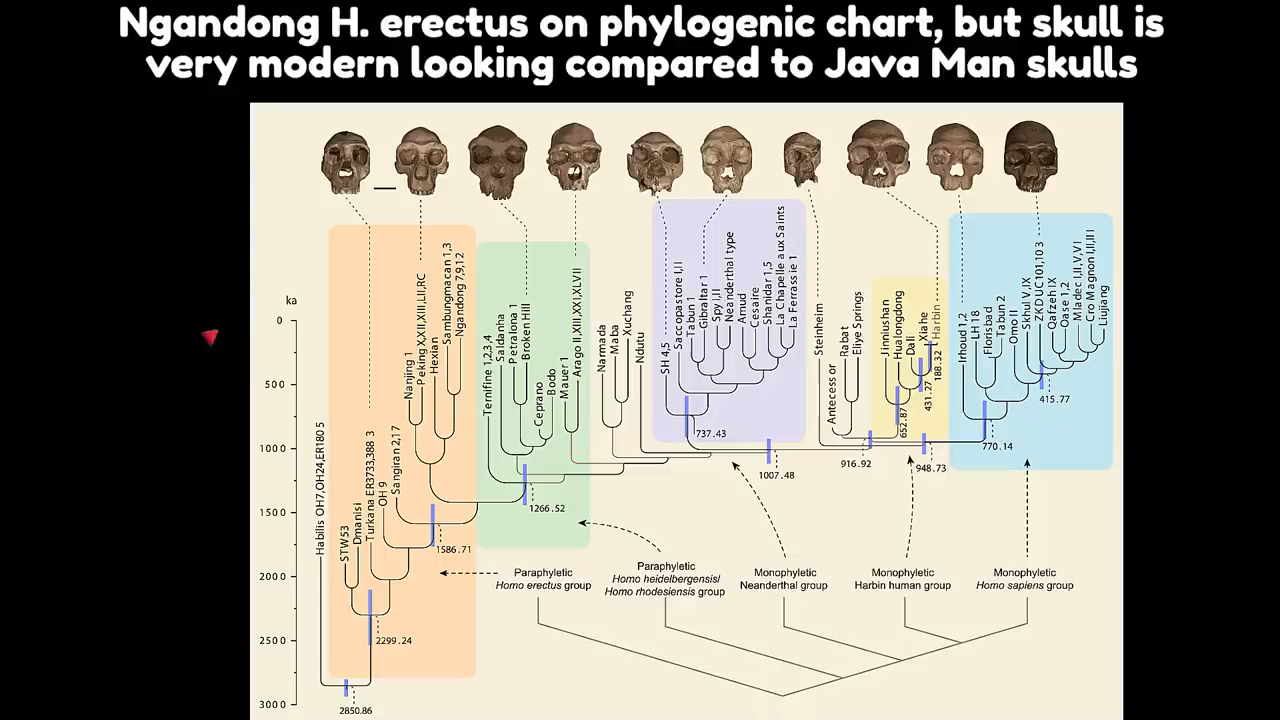 Ngandong H. erectus on phylogenic chart, but skull is
very modern looking compared to Java Man skulls
ka
0
500
1000
1500
2000
2500
3000
Habilis OH7,OH24,ER1805
STW53
Dmanisi
Turkana ER3733,3883
OH 9
Sangiran 2,17
Nanjing 1
Peking X,XII,XIII,LII,RC
Hexian
Sambungmacan 1,3
Ngandong 7,9,12
Ternifine 1,2,3,4
Saldanha
Petralona 1
Broken Hill
Ceprano
Bodo
Mauer 1
Arago II,XIII,XXI,XLVII
Narmada
Maba
Xuchang
Ndutu
SH 4,5
Saccopastore I,II
Tabun 1
Gibraltar 1
Spy I,II
Neanderthal type
Amud
Cesaire
Shanidar 1,5
La Chapelle aux Saints
La Ferrassie 1
Steinheim
Antecessor
Rabat
Eliye Springs
Jinniushan
Hualongdong
Dali
Xiahe
Harbin
Irhoud 1,2
LH 18
Florisbad
Tabun 2
Omo II
Skhul V,IX
ZKD UC101,103
Qafzeh IX
Oase 1,2
Mladec I,II,V,VI
Cro Magnon I,II,III
Liujiang
188.32
431.27
652.87
415.77
737.43
770.14
916.92
948.73
1007.48
1266.52
1586.71
2299.24
2850.86
Paraphyletic
Homo erectus group
Paraphyletic
Homo heidelbergensis/
Homo rhodesiensis group
Monophyletic
Neanderthal group
Monophyletic
Harbin human group
Monophyletic
Homo sapiens group